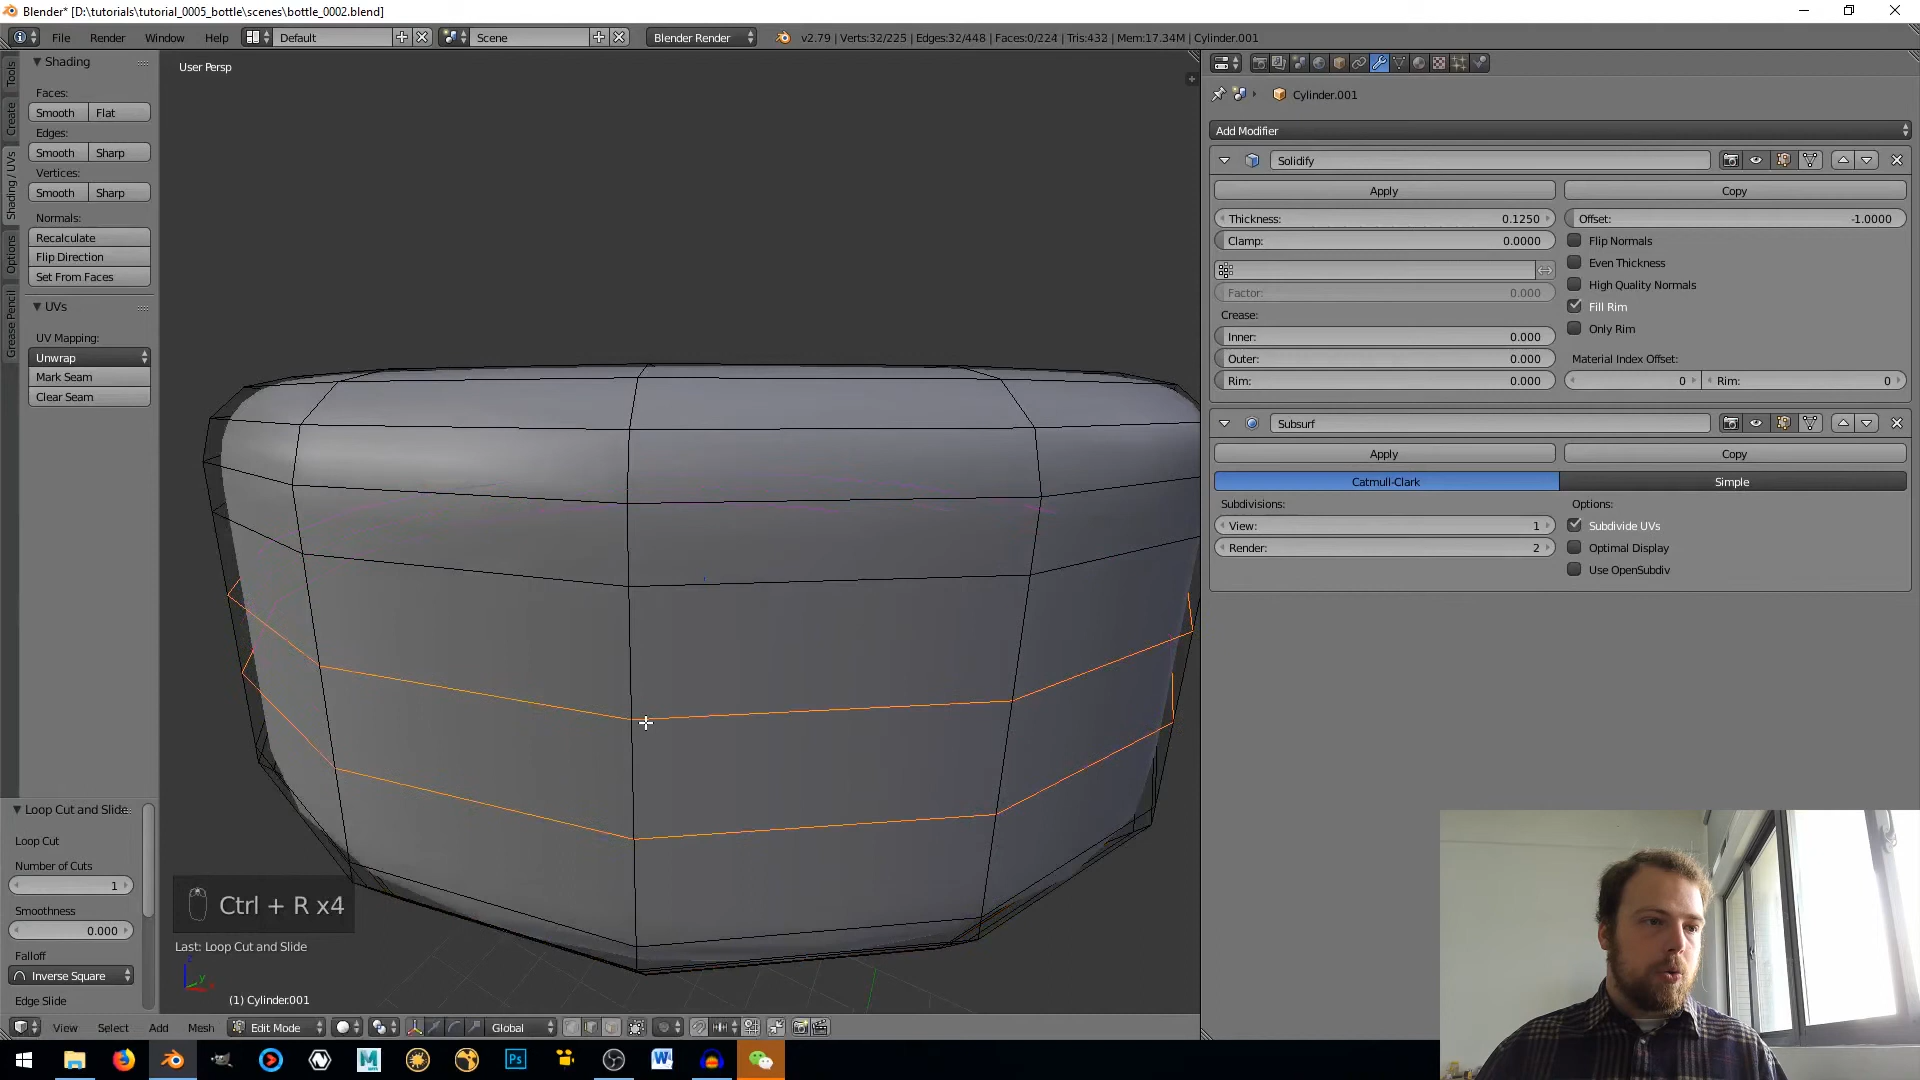 Blender* [D:\tutorials\tutorial_0005_bottle\scenes\bottle_0002.blend]
File Render Window Help Default Scene Blender Render v2.79 | Verts:32/225 | Edges:32/448 | Faces:0/224 | Tris:432 | Mem:17.34M | Cylinder.001
Tools
Create
Shading / UVs
Options
Grease Pencil
Shading
Faces:
Smooth Flat
Edges:
Smooth Sharp
Vertices:
Smooth Sharp
Normals:
Recalculate
Flip Direction
Set From Faces
UVs
UV Mapping:
Unwrap
Mark Seam
Clear Seam
Loop Cut and Slide
Loop Cut
Number of Cuts
1
Smoothness
0.000
Falloff
Inverse Square
Edge Slide
User Persp
Ctrl + R x4
Last: Loop Cut and Slide
(1) Cylinder.001
View Select Add Mesh Edit Mode Global
Cylinder.001
Add Modifier
Solidify
Apply Copy
Thickness: 0.1250 Offset: -1.0000
Clamp: 0.0000 Flip Normals
Even Thickness
Factor: 0.000 High Quality Normals
Crease: Fill Rim
Inner: 0.000 Only Rim
Outer: 0.000 Material Index Offset:
Rim: 0.000 0 Rim: 0
Subsurf
Apply Copy
Catmull-Clark Simple
Subdivisions: Options:
View: 1 Subdivide UVs
Render: 2 Optimal Display
Use OpenSubdiv